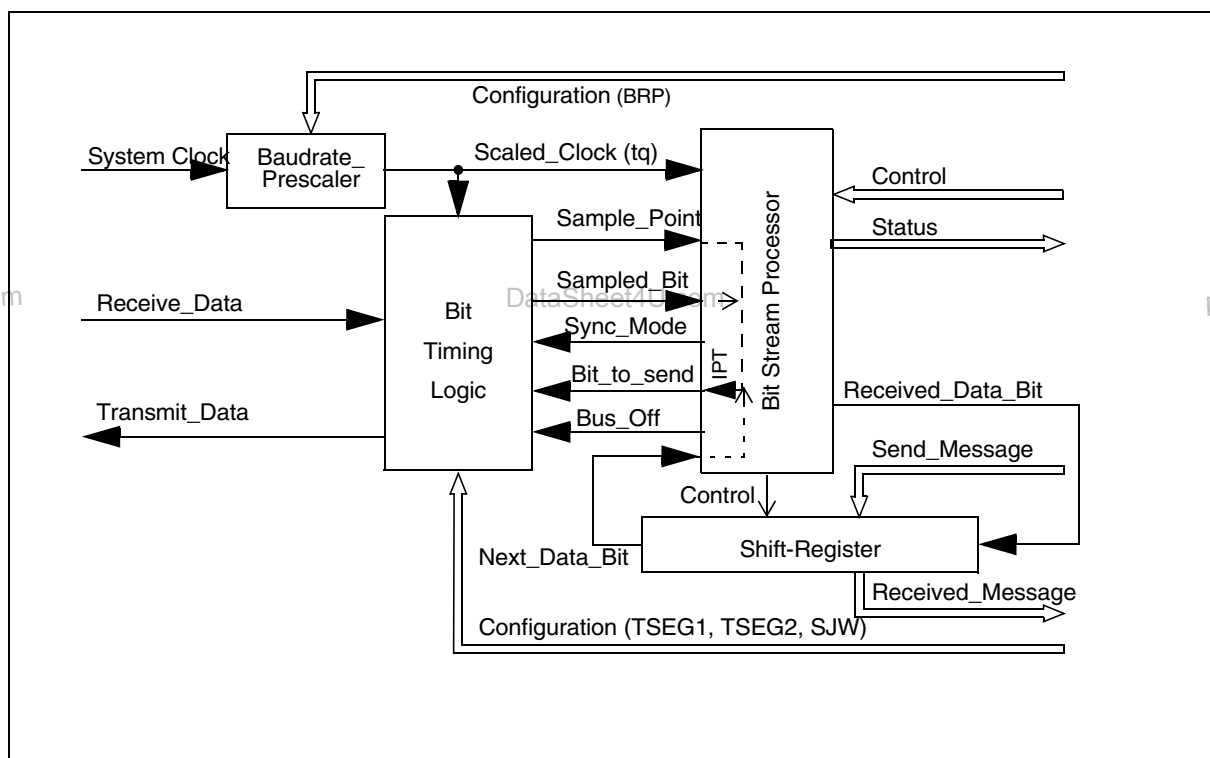 Configuration (BRP)
System Clock
Baudrate_
Prescaler
Scaled_Clock (tq)
Control
Sample_Point
Status
Sampled_Bit
m
DataSheet4U.com
Receive_Data
Bit
Timing
Logic
Sync_Mode
IPT
Bit Stream Processor
Bit_to_send
Received_Data_Bit
Transmit_Data
Bus_Off
Send_Message
Control
Next_Data_Bit
Shift-Register
Received_Message
Configuration (TSEG1, TSEG2, SJW)